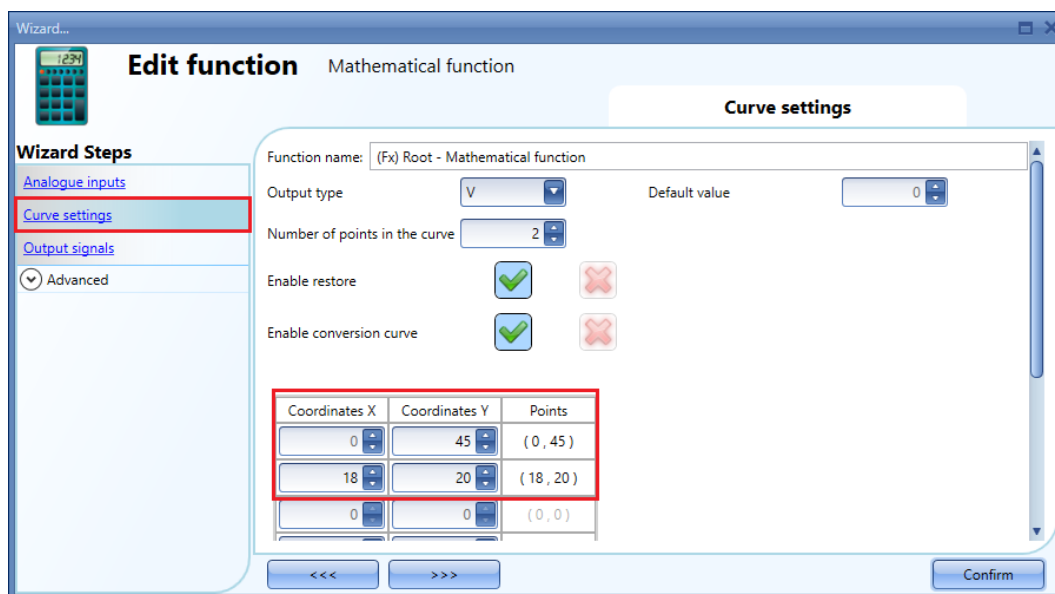 Wizard...
1234
Edit function Mathematical function
Curve settings
Wizard Steps
Analogue inputs
Curve settings
Output signals
Advanced
Function name: (Fx) Root - Mathematical function
Output type V Default value 0
Number of points in the curve 2
Enable restore
Enable conversion curve
Coordinates X Coordinates Y Points
0 45 ( 0 , 45 )
18 20 ( 18 , 20 )
0 0 ( 0 , 0 )
<<< >>> Confirm